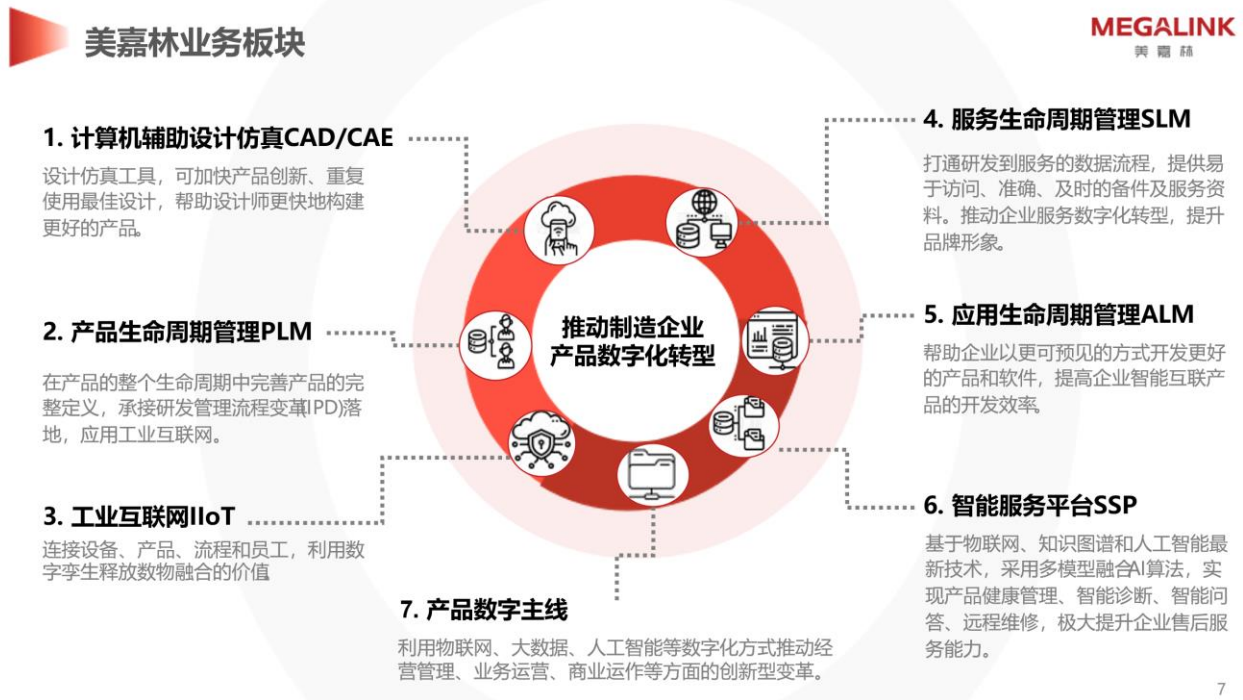 美嘉林业务板块
MEGALINK
美嘉林
1. 计算机辅助设计仿真CAD/CAE
设计仿真工具，可加快产品创新、重复
使用最佳设计，帮助设计师更快地构建
更好的产品。
2. 产品生命周期管理PLM
在产品的整个生命周期中完善产品的完
整定义，承接研发管理流程变革(IPD)落
地，应用工业互联网。
3. 工业互联网IIoT
连接设备、产品、流程和员工，利用数
字孪生释放数物融合的价值。
推动制造企业
产品数字化转型
4. 服务生命周期管理SLM
打通研发到服务的数据流程，提供易
于访问、准确、及时的备件及服务资
料。推动企业服务数字化转型，提升
品牌形象。
5. 应用生命周期管理ALM
帮助企业以更可预见的方式开发更好
的产品和软件，提高企业智能互联产
品的开发效率。
6. 智能服务平台SSP
基于物联网、知识图谱和人工智能最
新技术，采用多模型融合AI算法，实
现产品健康管理、智能诊断、智能问
答、远程维修，极大提升企业售后服
务能力。
7. 产品数字主线
利用物联网、大数据、人工智能等数字化方式推动经
营管理、业务运营、商业运作等方面的创新型变革。
7